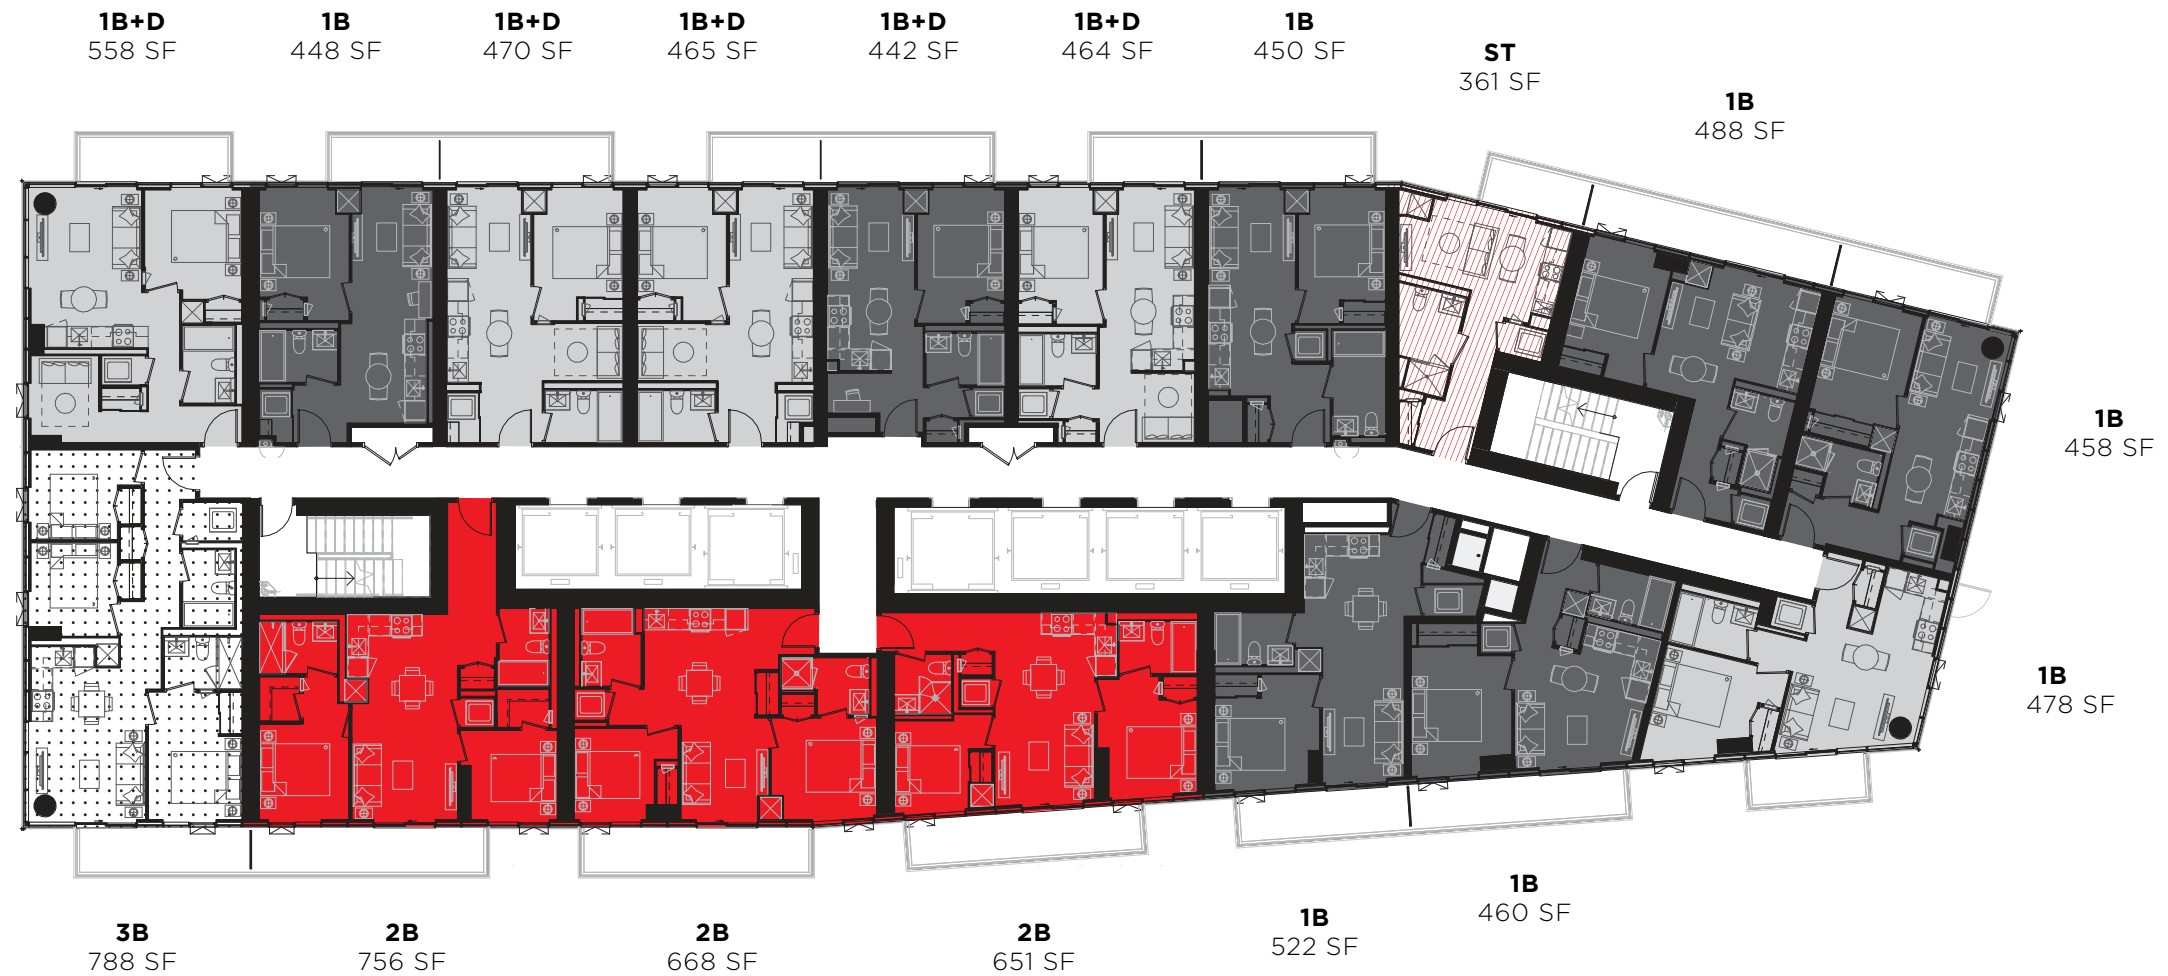 1B+D
558 SF
1B
448 SF
1B+D
470 SF
1B+D
465 SF
1B+D
442 SF
1B+D
464 SF
1B
450 SF
ST
361 SF
1B
488 SF
1B
458 SF
1B
478 SF
3B
788 SF
2B
756 SF
2B
668 SF
2B
651 SF
1B
522 SF
1B
460 SF